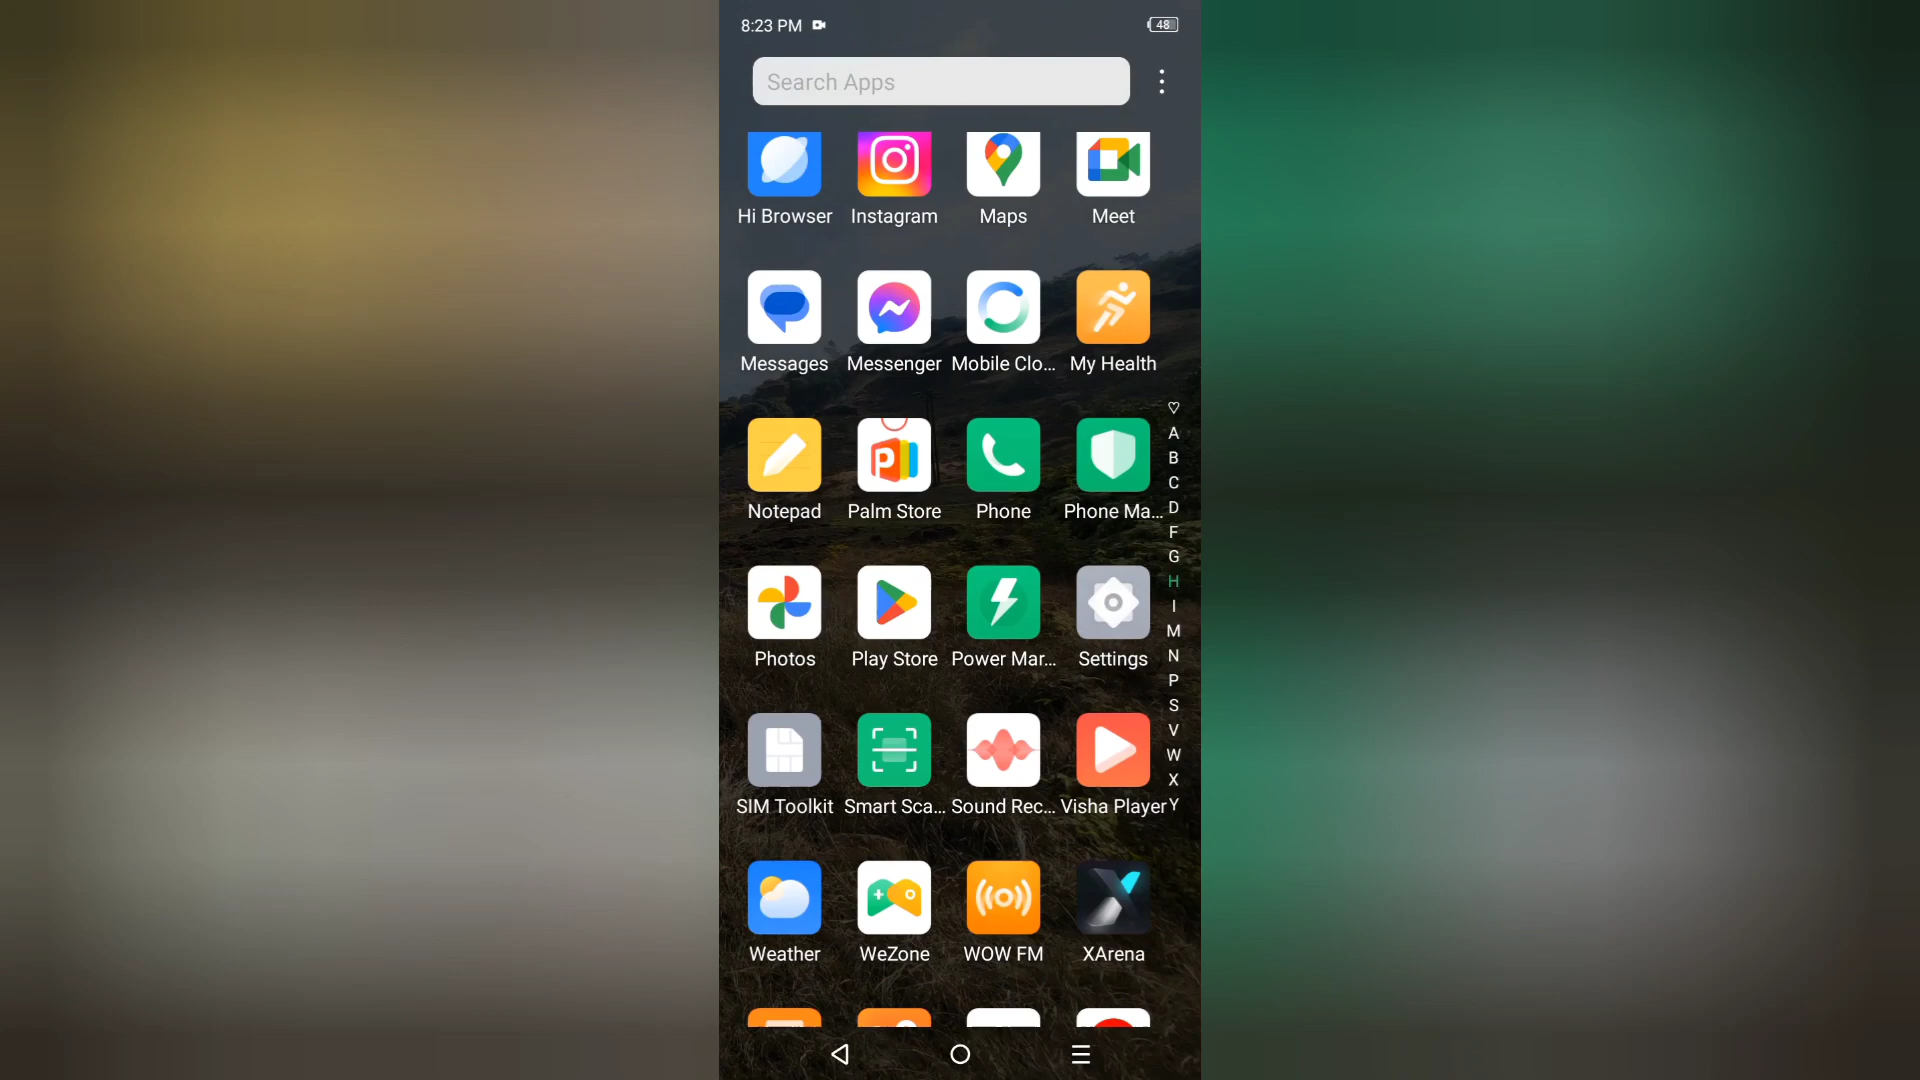 8:23 PM
48
Search Apps
Hi Browser Instagram Maps Meet
Messages Messenger Mobile Clo... My Health
Notepad Palm Store Phone Phone Ma...
Photos Play Store Power Mar... Settings
SIM Toolkit Smart Sca... Sound Rec... Visha Player
Weather WeZone WOW FM XArena
A
B
C
D
F
G
H
I
M
N
P
S
V
W
X
Y